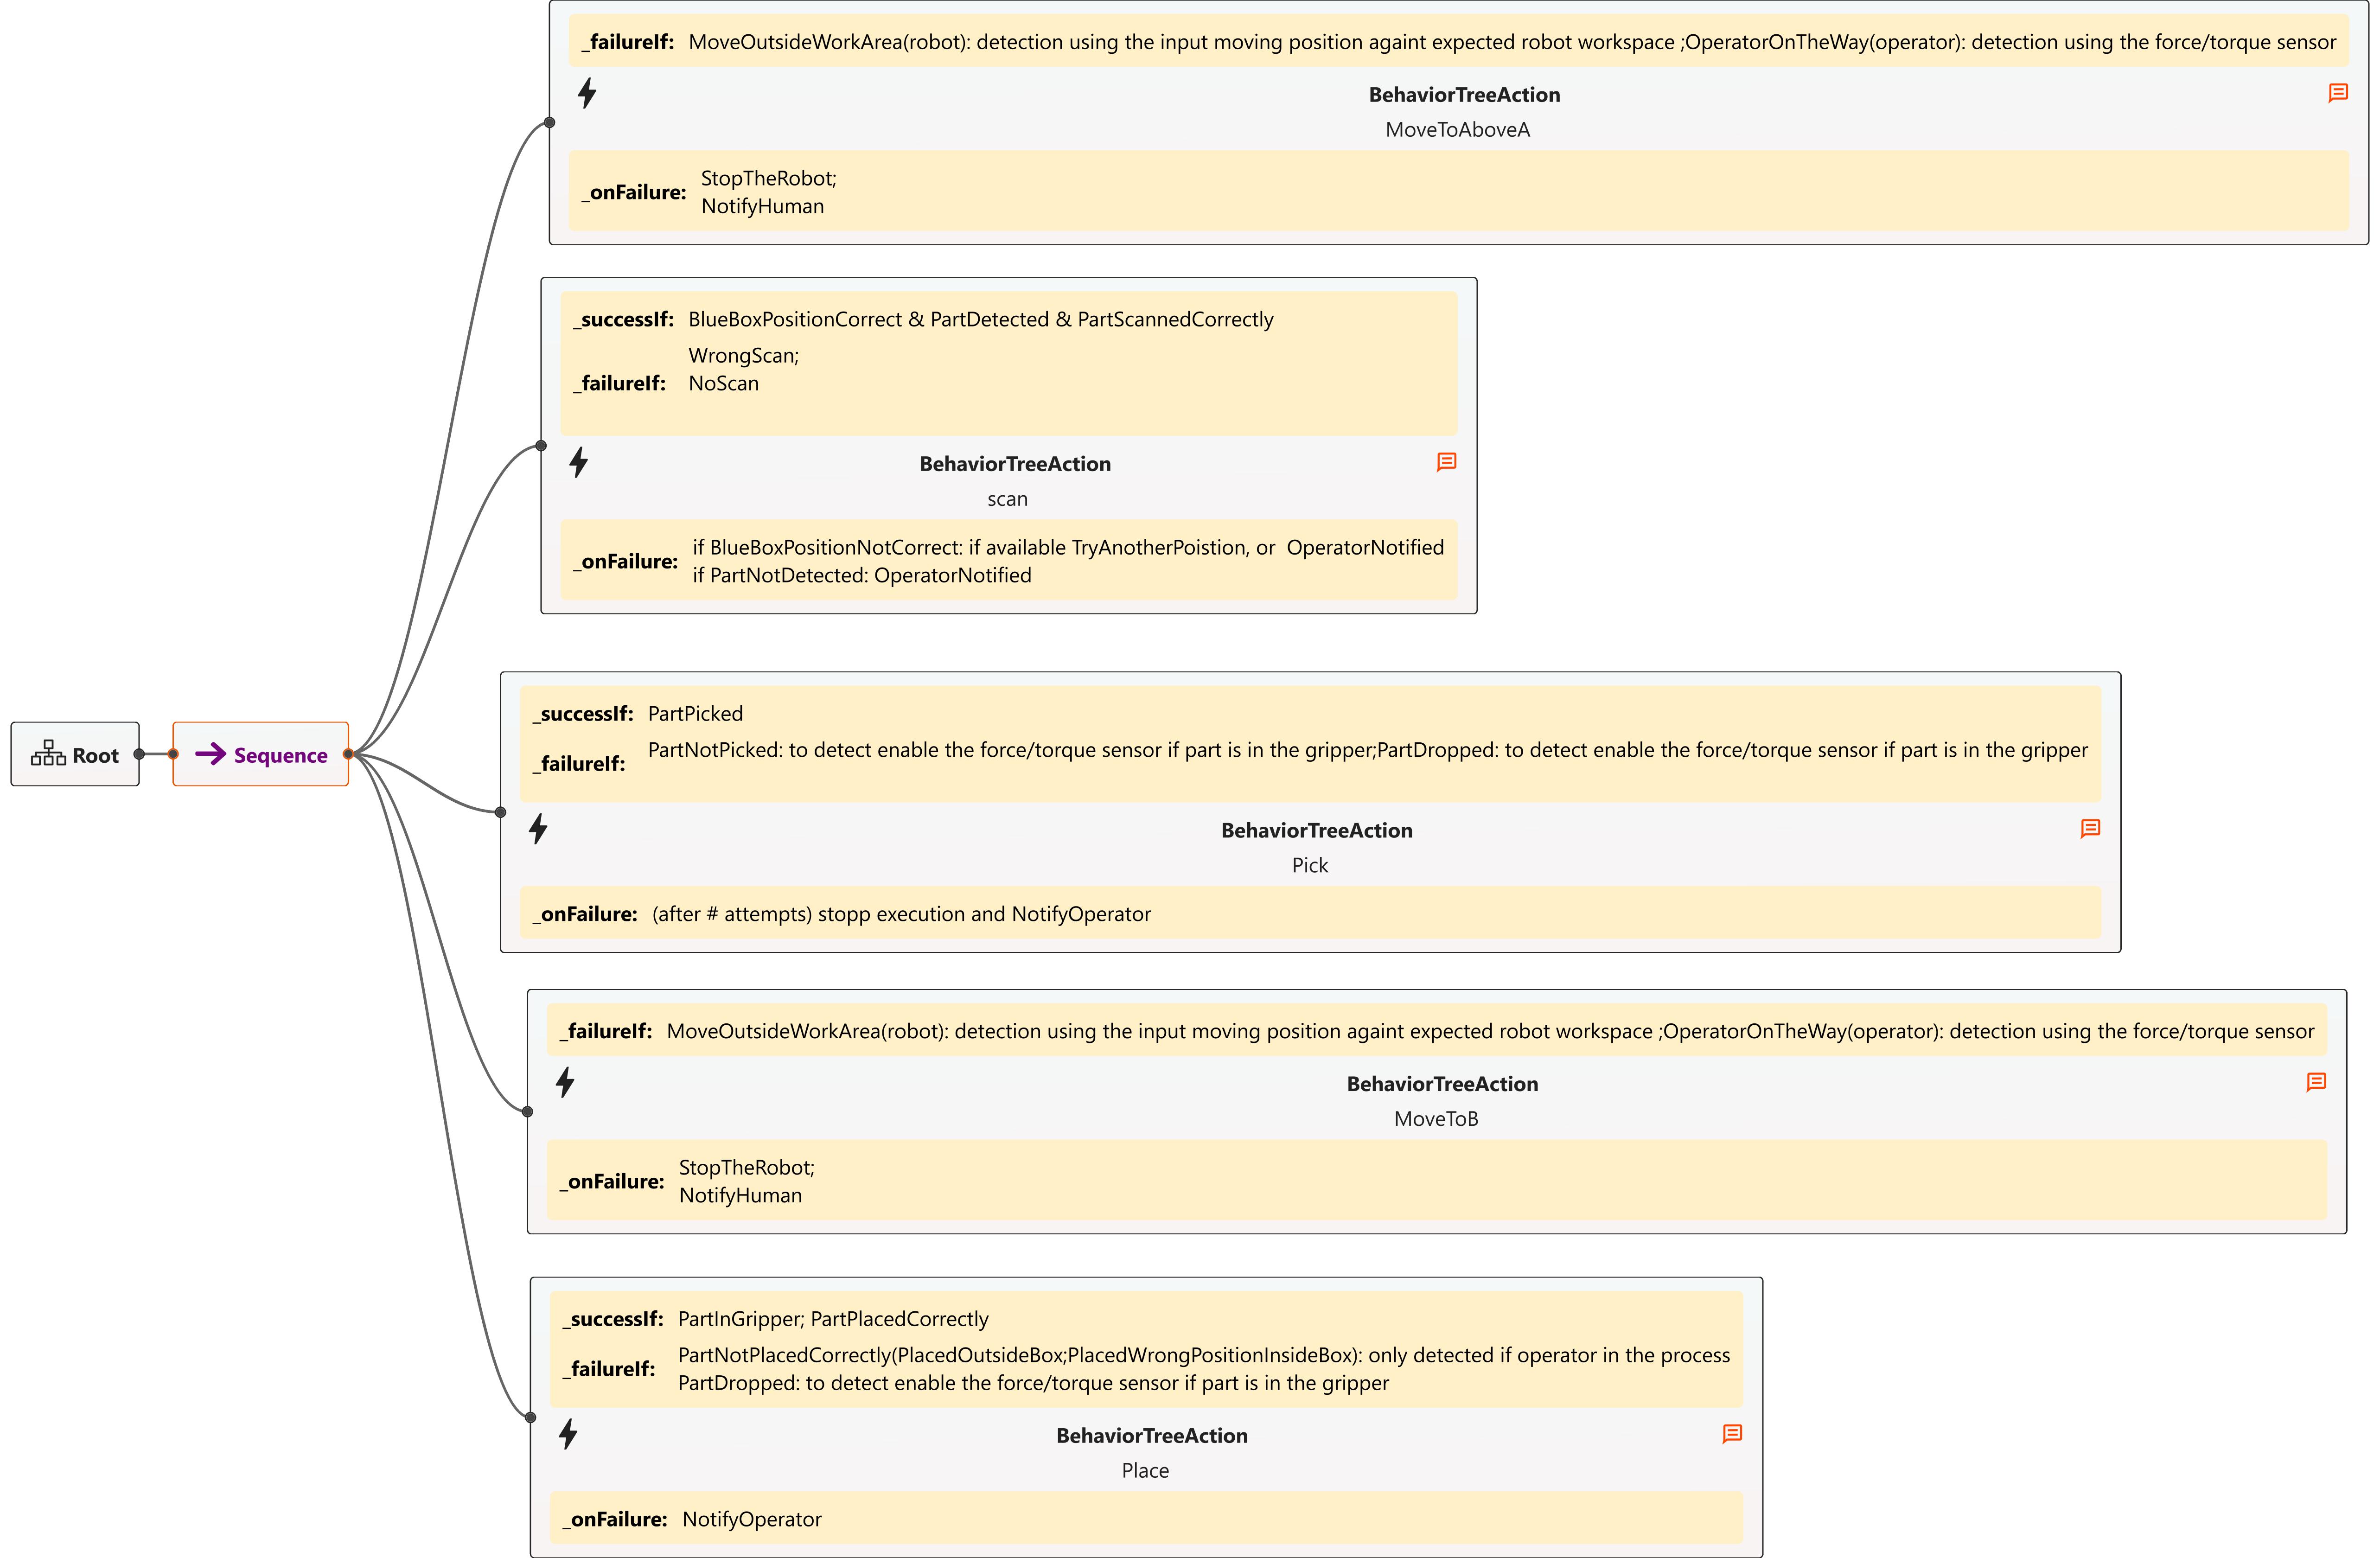 _failureIf: MoveOutsideWorkArea(robot): detection using the input moving position againt expected robot workspace ;OperatorOnTheWay(operator): detection using the force/torque sensor
BehaviorTreeAction
MoveToAboveA
_onFailure: StopTheRobot;
NotifyHuman
_successIf: BlueBoxPositionCorrect & PartDetected & PartScannedCorrectly
WrongScan;
_failureIf: NoScan
BehaviorTreeAction
scan
_onFailure: if BlueBoxPositionNotCorrect: if available TryAnotherPoistion, or  OperatorNotified
if PartNotDetected: OperatorNotified
Root
Sequence
_successIf: PartPicked
_failureIf: PartNotPicked: to detect enable the force/torque sensor if part is in the gripper;PartDropped: to detect enable the force/torque sensor if part is in the gripper
BehaviorTreeAction
Pick
_onFailure: (after # attempts) stopp execution and NotifyOperator
_failureIf: MoveOutsideWorkArea(robot): detection using the input moving position againt expected robot workspace ;OperatorOnTheWay(operator): detection using the force/torque sensor
BehaviorTreeAction
MoveToB
_onFailure: StopTheRobot;
NotifyHuman
_successIf: PartInGripper; PartPlacedCorrectly
_failureIf: PartNotPlacedCorrectly(PlacedOutsideBox;PlacedWrongPositionInsideBox): only detected if operator in the process
PartDropped: to detect enable the force/torque sensor if part is in the gripper
BehaviorTreeAction
Place
_onFailure: NotifyOperator